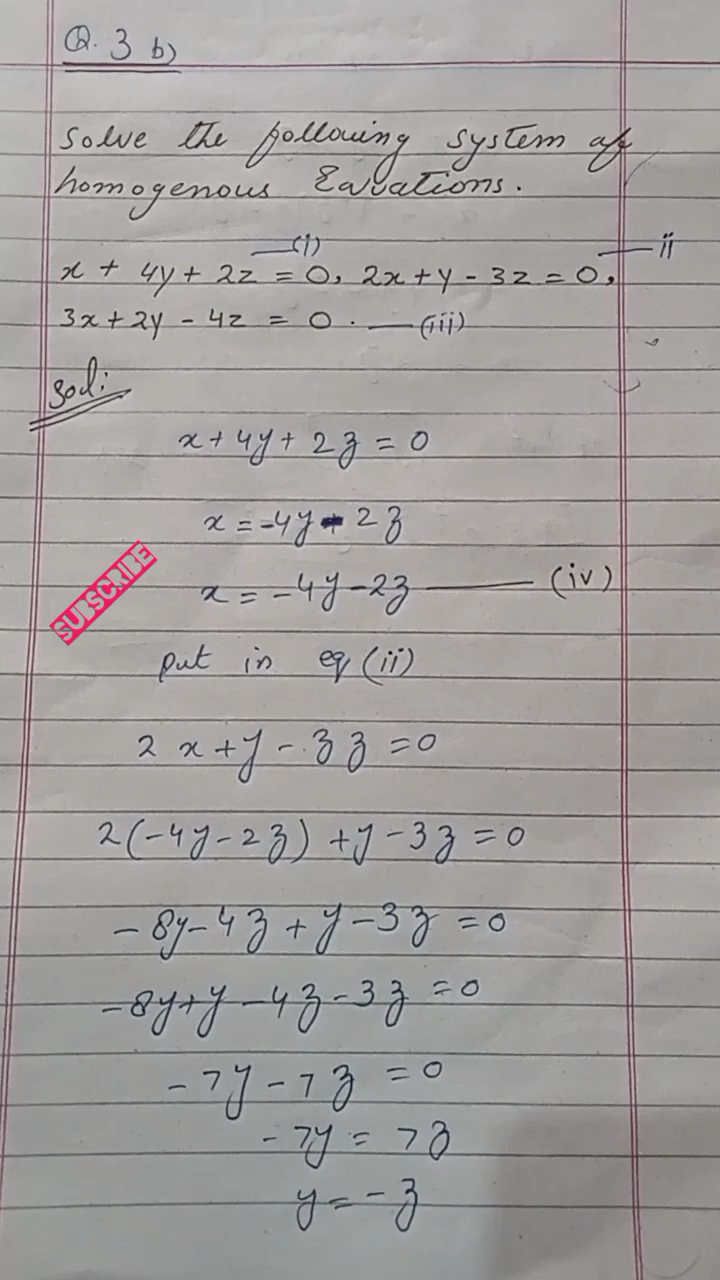 Q. 3 b)
Solve the following system of
homogenous Equations.
(i) ii
x + 4y + 2z = 0, 2x + y - 3z = 0,
3x + 2y - 4z = 0. — (iii)
Sol:
x + 4y + 2z = 0
x = -4y - 2z
SUBSCRIBE
x = -4y - 2z — (iv)
put in eq (ii)
2 x + y - 3z = 0
2(-4y - 2z) + y - 3z = 0
- 8y - 4z + y - 3z = 0
-8y + y - 4z - 3z = 0
- 7y - 7z = 0
- 7y = 7z
y = - z